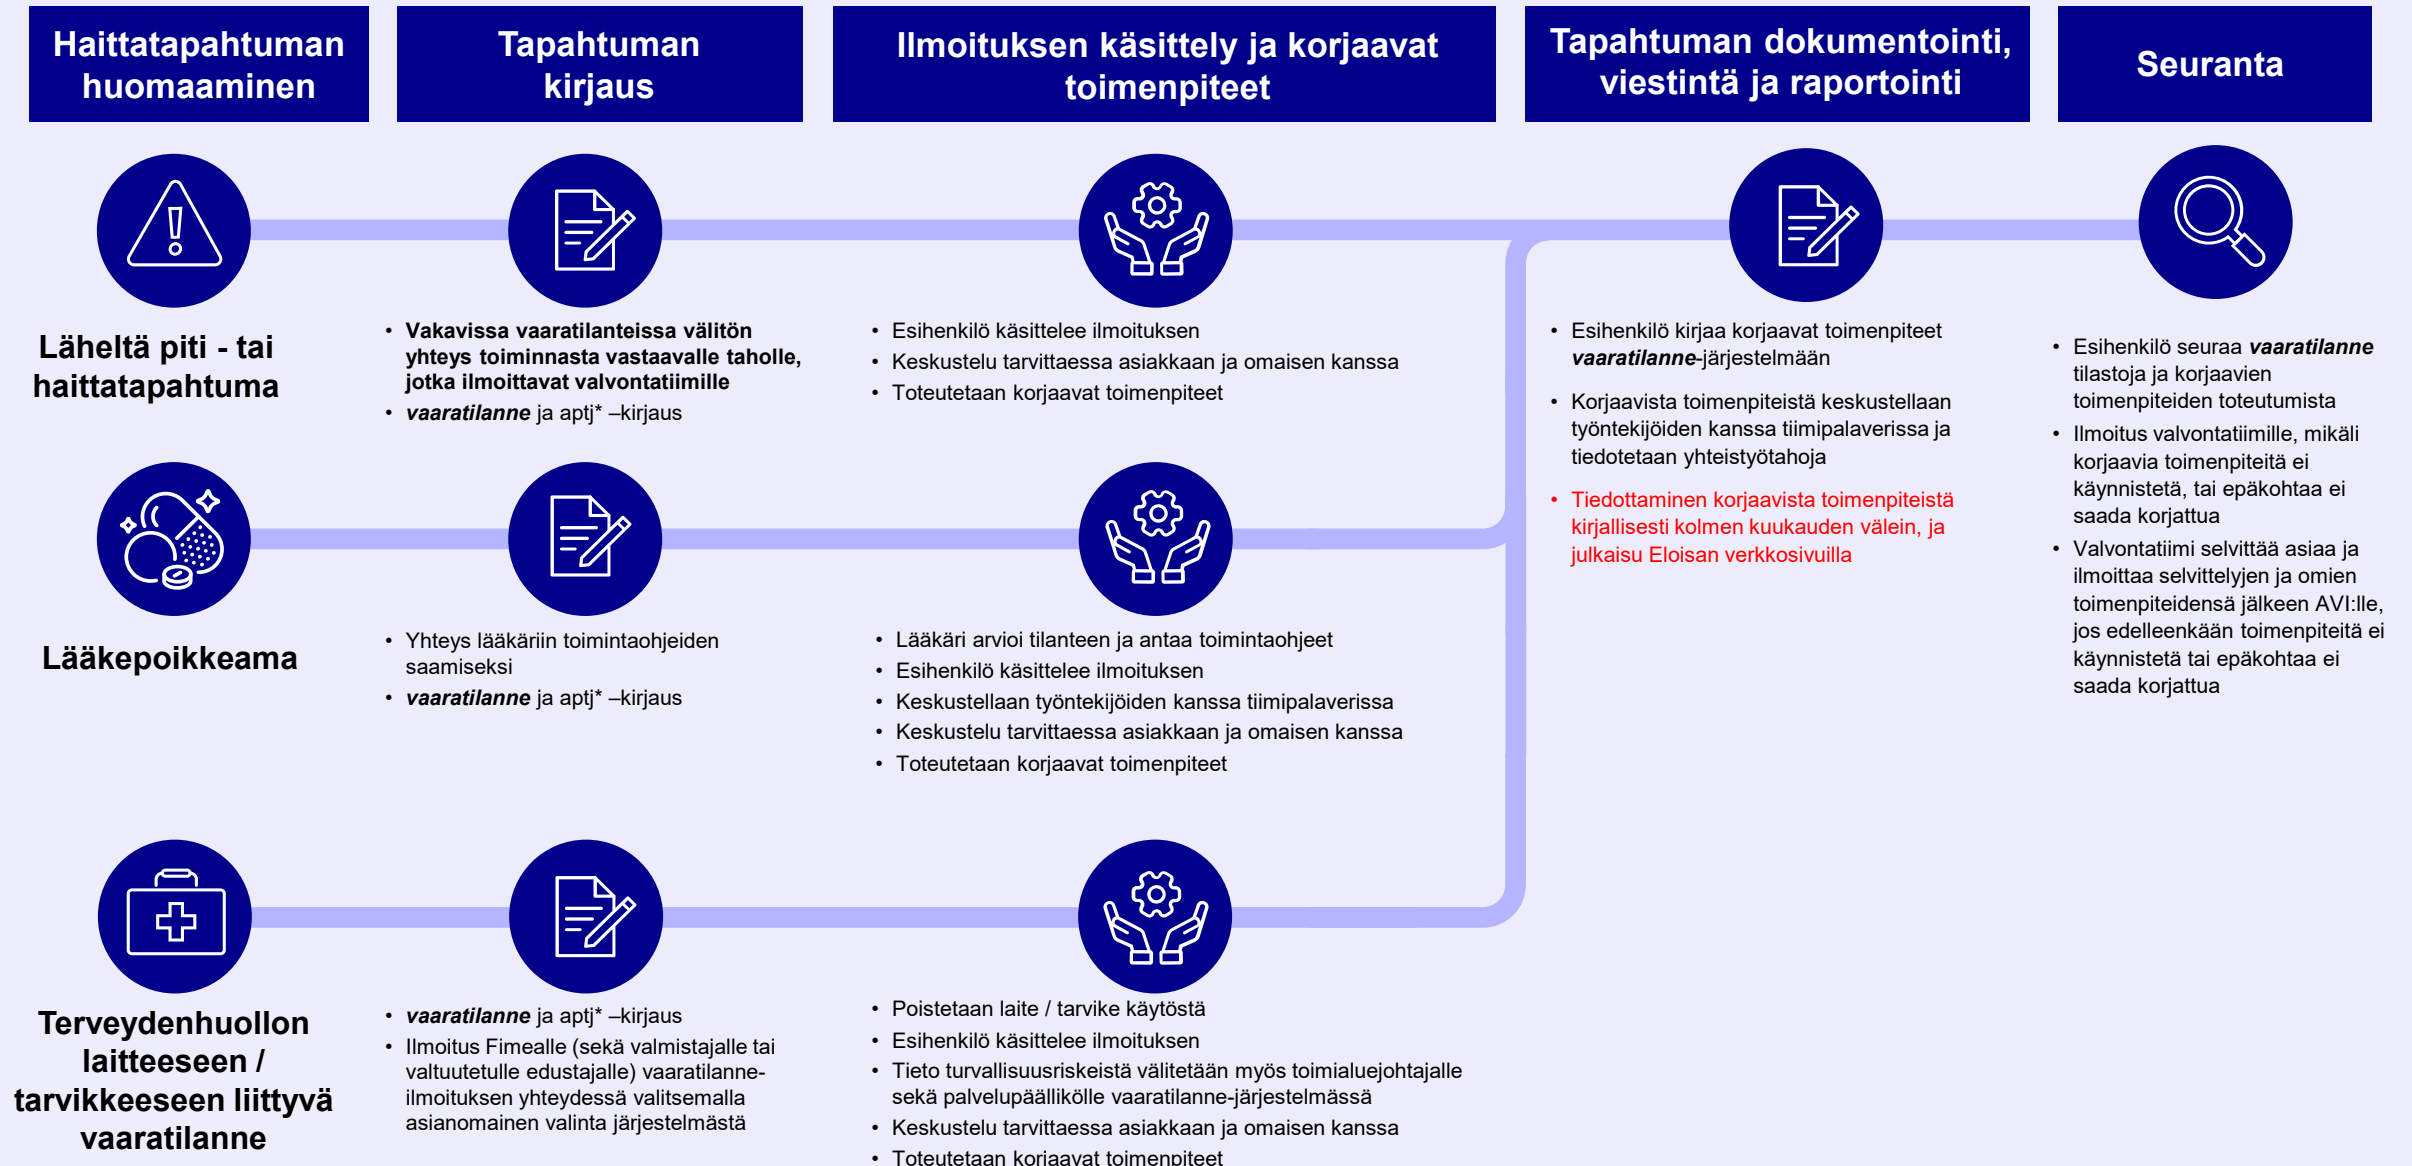 Haittatapahtuman
huomaaminen
Tapahtuman
kirjaus
Ilmoituksen käsittely ja korjaavat
toimenpiteet
Tapahtuman dokumentointi,
viestintä ja raportointi
Seuranta
Läheltä piti - tai
haittatapahtuma
• Vakavissa vaaratilanteissa välitön
yhteys toiminnasta vastaavalle taholle,
jotka ilmoittavat valvontatiimille
• vaaratilanne ja aptj* –kirjaus
• Esihenkilö käsittelee ilmoituksen
• Keskustelu tarvittaessa asiakkaan ja omaisen kanssa
• Toteutetaan korjaavat toimenpiteet
• Esihenkilö kirjaa korjaavat toimenpiteet
vaaratilanne-järjestelmään
• Korjaavista toimenpiteistä keskustellaan
työntekijöiden kanssa tiimipalaverissa ja
tiedotetaan yhteistyötahoja
• Tiedottaminen korjaavista toimenpiteistä
kirjallisesti kolmen kuukauden välein, ja
julkaisu Eloisan verkkosivuilla
• Esihenkilö seuraa vaaratilanne
tilastoja ja korjaavien
toimenpiteiden toteutumista
• Ilmoitus valvontatiimille, mikäli
korjaavia toimenpiteitä ei
käynnistetä, tai epäkohtaa ei
saada korjattua
• Valvontatiimi selvittää asiaa ja
ilmoittaa selvittelyjen ja omien
toimenpiteidensä jälkeen AVI:lle,
jos edelleenkään toimenpiteitä ei
käynnistetä tai epäkohtaa ei
saada korjattua
Lääkepoikkeama
• Yhteys lääkäriin toimintaohjeiden
saamiseksi
• vaaratilanne ja aptj* –kirjaus
• Lääkäri arvioi tilanteen ja antaa toimintaohjeet
• Esihenkilö käsittelee ilmoituksen
• Keskustellaan työntekijöiden kanssa tiimipalaverissa
• Keskustelu tarvittaessa asiakkaan ja omaisen kanssa
• Toteutetaan korjaavat toimenpiteet
Terveydenhuollon
laitteeseen /
tarvikkeeseen liittyvä
vaaratilanne
• vaaratilanne ja aptj* –kirjaus
• Ilmoitus Fimealle (sekä valmistajalle tai
valtuutetulle edustajalle) vaaratilanne-
ilmoituksen yhteydessä valitsemalla
asianomainen valinta järjestelmästä
• Poistetaan laite / tarvike käytöstä
• Esihenkilö käsittelee ilmoituksen
• Tieto turvallisuusriskeistä välitetään myös toimialuejohtajalle
sekä palvelupäällikölle vaaratilanne-järjestelmässä
• Keskustelu tarvittaessa asiakkaan ja omaisen kanssa
• Toteutetaan korjaavat toimenpiteet